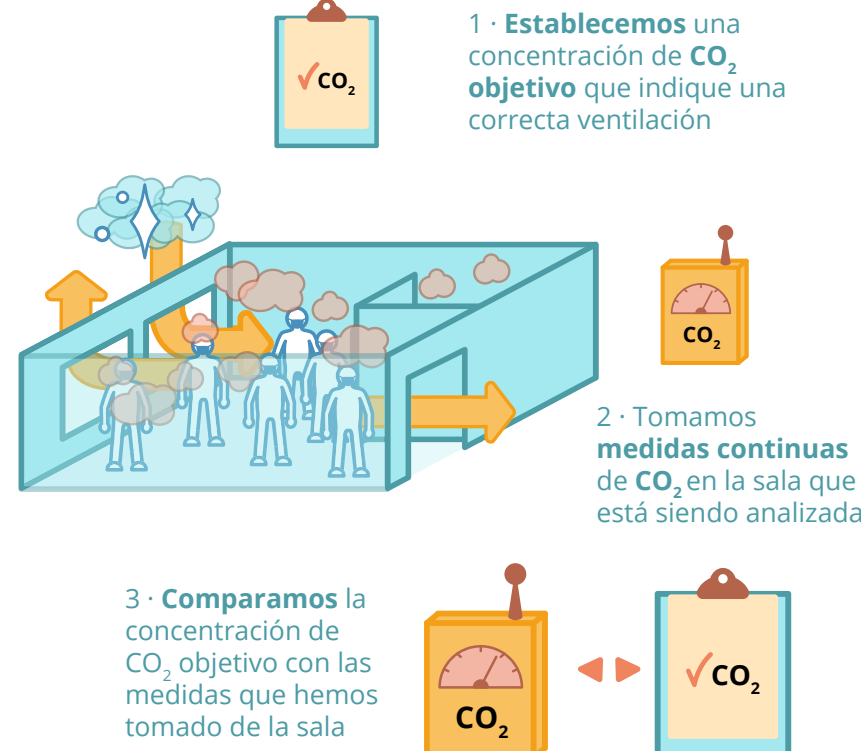 CO₂
1 · Establecemos una
concentración de CO₂
objetivo que indique una
correcta ventilación
CO₂
2 · Tomamos
medidas continuas
de CO₂ en la sala que
está siendo analizada
3 · Comparamos la
concentración de
CO₂ objetivo con las
medidas que hemos
tomado de la sala
CO₂
CO₂